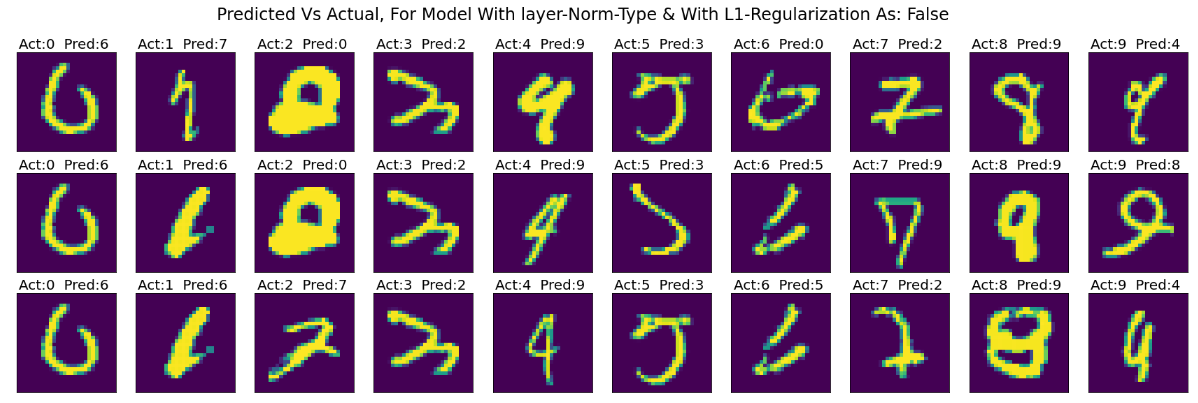 Predicted Vs Actual, For Model With layer-Norm-Type & With L1-Regularization As: False
Act:0 Pred:6 Act:1 Pred:7 Act:2 Pred:0 Act:3 Pred:2 Act:4 Pred:9 Act:5 Pred:3 Act:6 Pred:0 Act:7 Pred:2 Act:8 Pred:9 Act:9 Pred:4
Act:0 Pred:6 Act:1 Pred:6 Act:2 Pred:0 Act:3 Pred:2 Act:4 Pred:9 Act:5 Pred:3 Act:6 Pred:5 Act:7 Pred:9 Act:8 Pred:9 Act:9 Pred:8
Act:0 Pred:6 Act:1 Pred:6 Act:2 Pred:7 Act:3 Pred:2 Act:4 Pred:9 Act:5 Pred:3 Act:6 Pred:5 Act:7 Pred:2 Act:8 Pred:9 Act:9 Pred:4